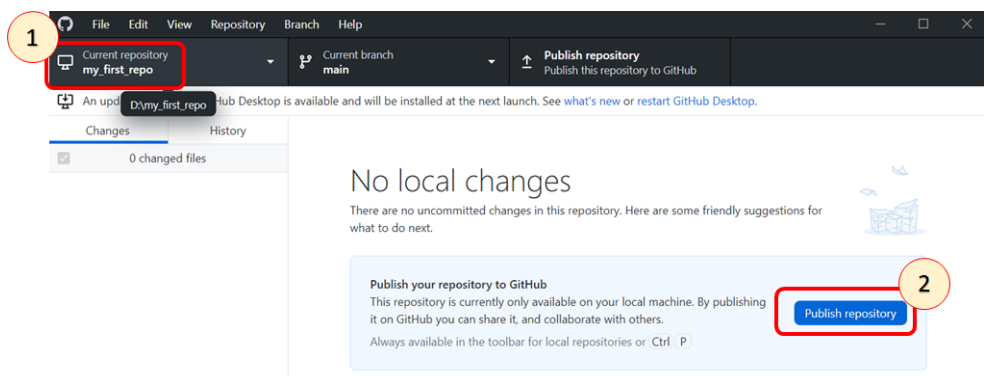 1
File Edit View Repository Branch Help
Current repository
my_first_repo
Current branch
main
Publish repository
Publish this repository to GitHub
An upd Hub Desktop is available and will be installed at the next launch. See what's new or restart GitHub Desktop.
D:\my_first_repo
Changes History
0 changed files
No local changes
There are no uncommitted changes in this repository. Here are some friendly suggestions for
what to do next.
Publish your repository to GitHub
This repository is currently only available on your local machine. By publishing
it on GitHub you can share it, and collaborate with others.
Always available in the toolbar for local repositories or Ctrl P
2
Publish repository